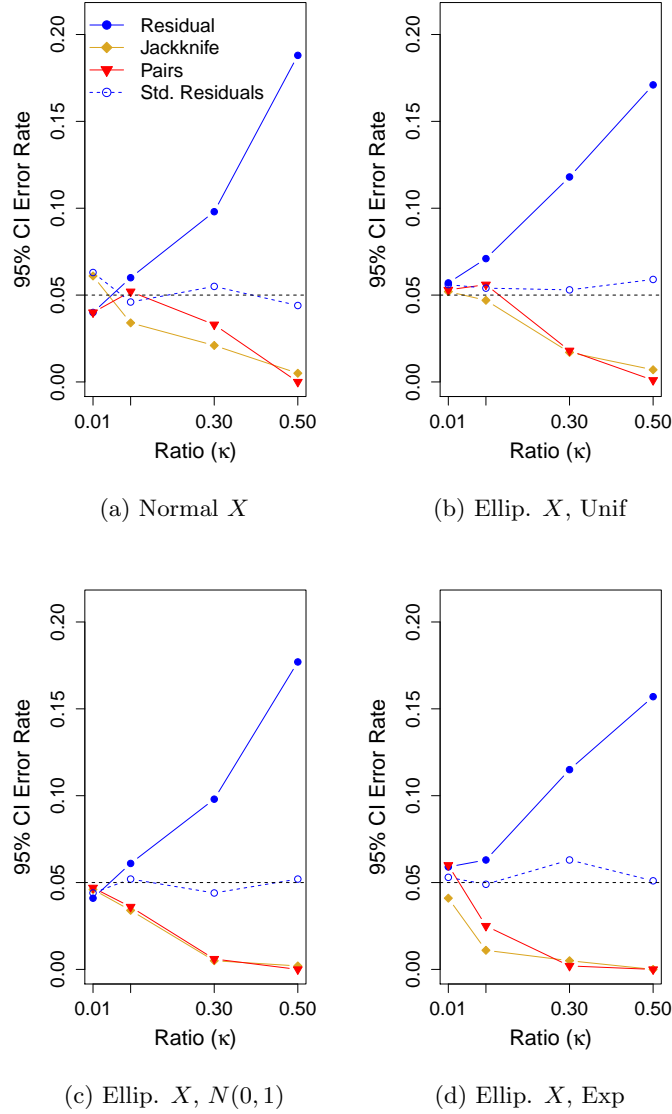 Residual
Jackknife
Pairs
Std. Residuals
95% CI Error Rate
0.00 0.05 0.10 0.15 0.20
0.01 0.30 0.50
Ratio (κ)
(a) Normal X
95% CI Error Rate
0.00 0.05 0.10 0.15 0.20
0.01 0.30 0.50
Ratio (κ)
(b) Ellip. X, Unif
95% CI Error Rate
0.00 0.05 0.10 0.15 0.20
0.01 0.30 0.50
Ratio (κ)
(c) Ellip. X, N(0, 1)
95% CI Error Rate
0.00 0.05 0.10 0.15 0.20
0.01 0.30 0.50
Ratio (κ)
(d) Ellip. X, Exp